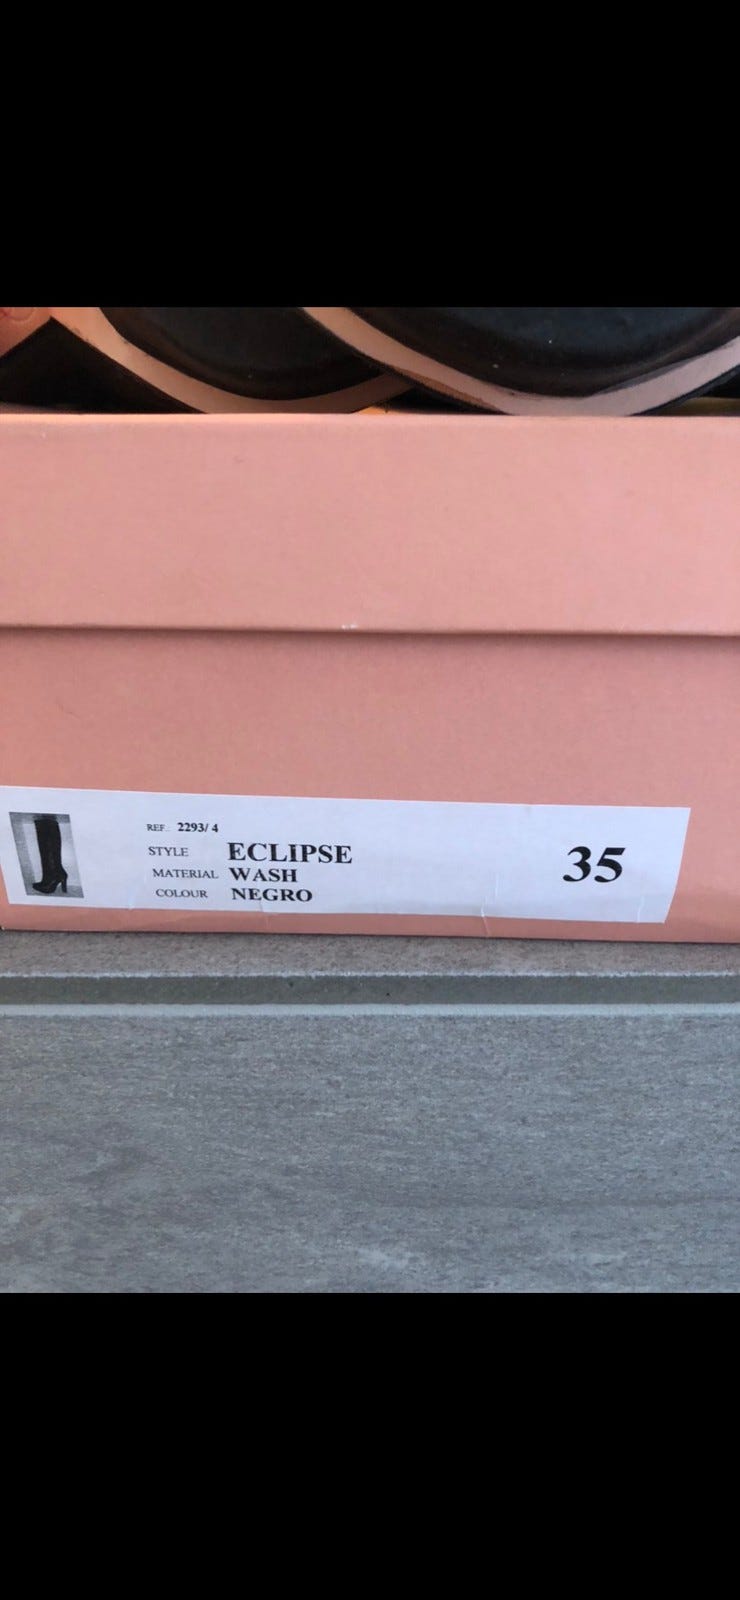 REF.: 2293/ 4
STYLE ECLIPSE
MATERIAL WASH
COLOUR NEGRO
35